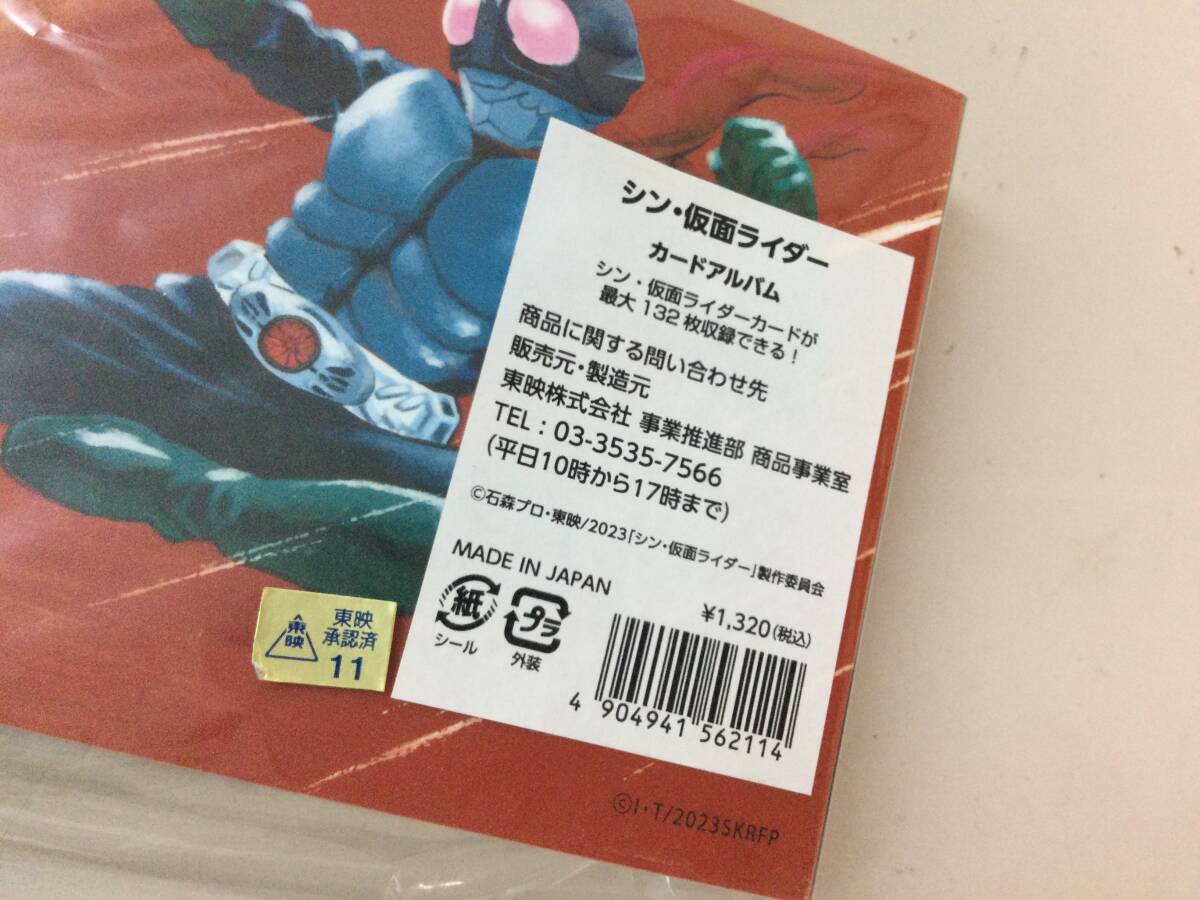 シン・仮面ライダー
カードアルバム
シン・仮面ライダーカードが
最大132枚収録できる！
商品に関する問い合わせ先
販売元・製造元
東映株式会社 事業推進部 商品事業室
TEL：03-3535-7566
(平日10時から17時まで)
©石森プロ・東映/2023「シン・仮面ライダー」製作委員会
MADE IN JAPAN
¥1,320(税込)
紙
シール
プラ
外装
4 904941 562114
東映
東映
承認済
11
©I・T/2023SKRFP